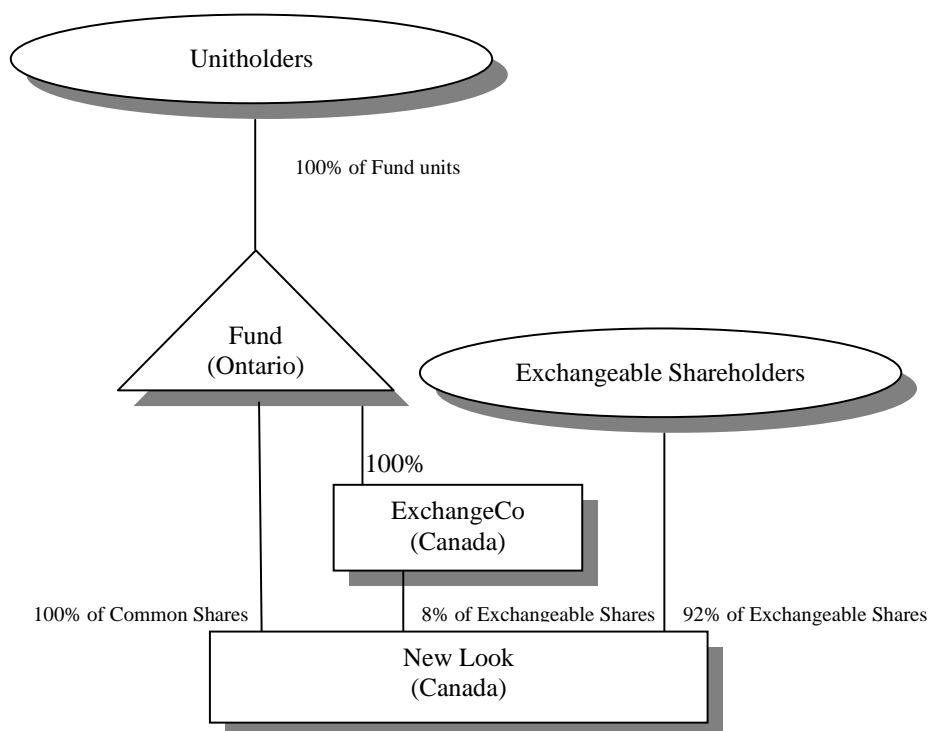 Unitholders
100% of Fund units
Fund
(Ontario)
Exchangeable Shareholders
100%
ExchangeCo
(Canada)
100% of Common Shares
8% of Exchangeable Shares
92% of Exchangeable Shares
New Look
(Canada)